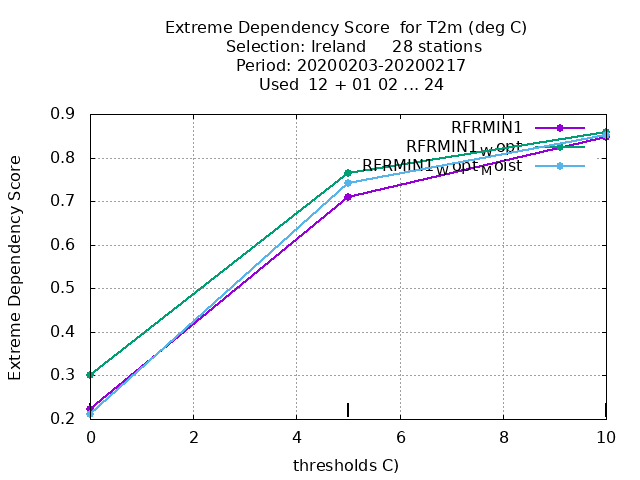 Extreme Dependency Score  for T2m (deg C)
Selection: Ireland     28 stations
Period: 20200203-20200217
Used  12 + 01 02 ... 24
RFRMIN1
RFRMIN1_Wopt
RFRMIN1_Wopt_Moist
Extreme Dependency Score
0.9
0.8
0.7
0.6
0.5
0.4
0.3
0.2
0 2 4 6 8 10
thresholds C)